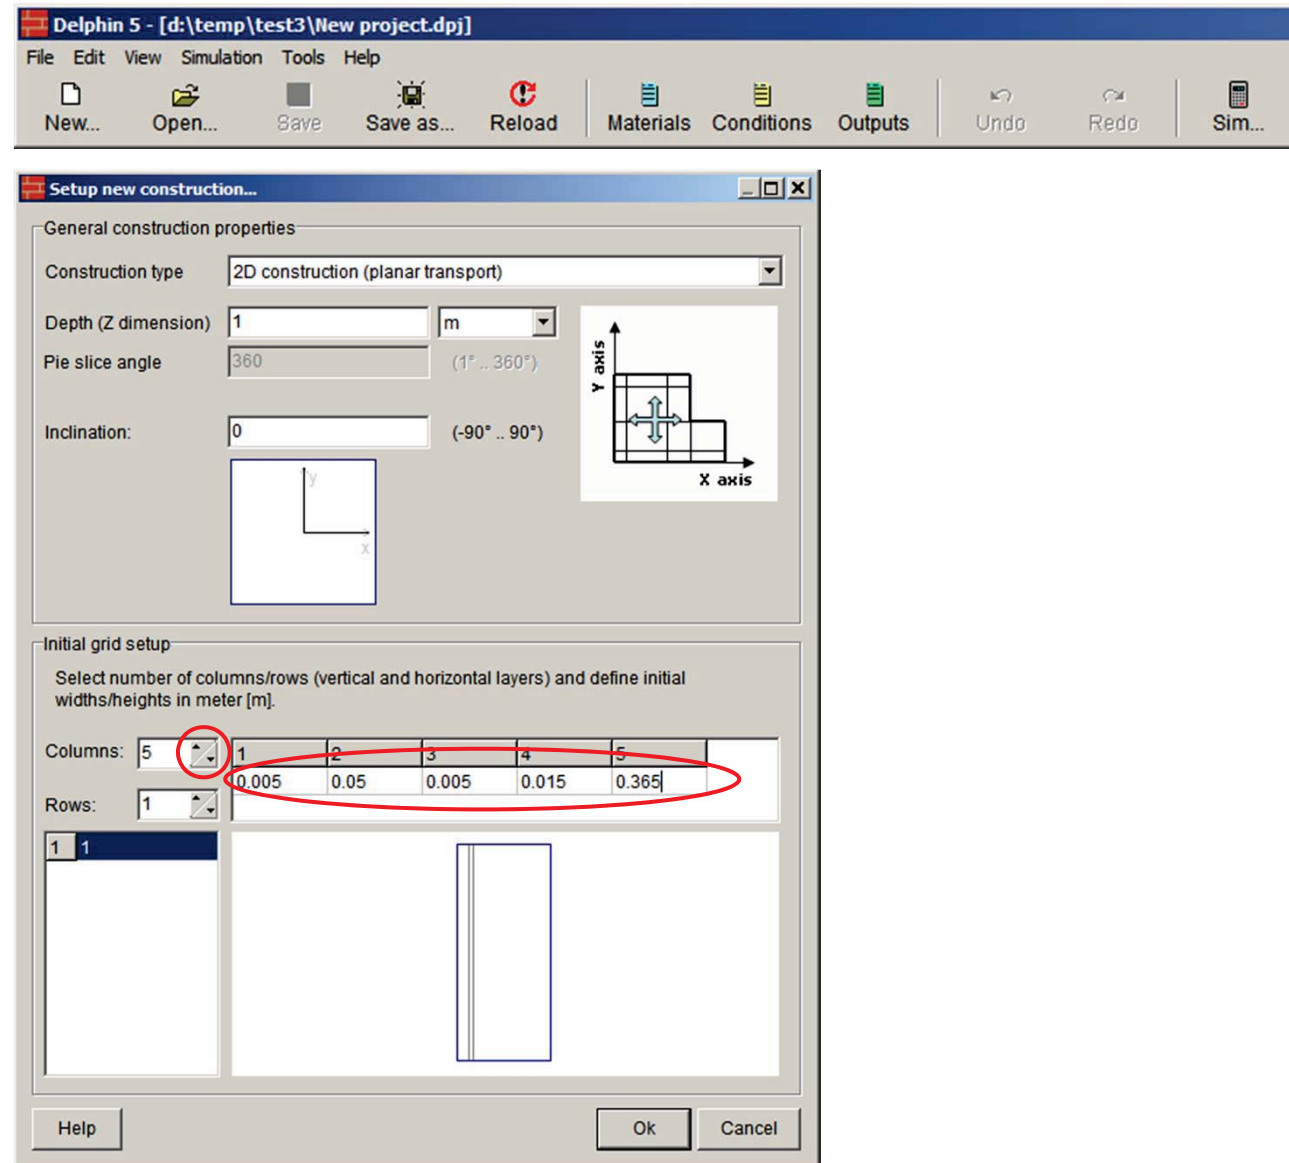 Delphin 5 - [d:\temp\test3\New project.dpj]
File Edit View Simulation Tools Help
New... Open... Save Save as... Reload Materials Conditions Outputs Undo Redo Sim...
Setup new construction...
General construction properties
Construction type 2D construction (planar transport)
Depth (Z dimension) 1 m
Pie slice angle 360 (1° .. 360°)
Inclination: 0 (-90° .. 90°)
Y axis
X axis
y
x
Initial grid setup
Select number of columns/rows (vertical and horizontal layers) and define initial
widths/heights in meter [m].
Columns: 5 1 2 3 4 5
0.005 0.05 0.005 0.015 0.365
Rows: 1
1 1
Help Ok Cancel